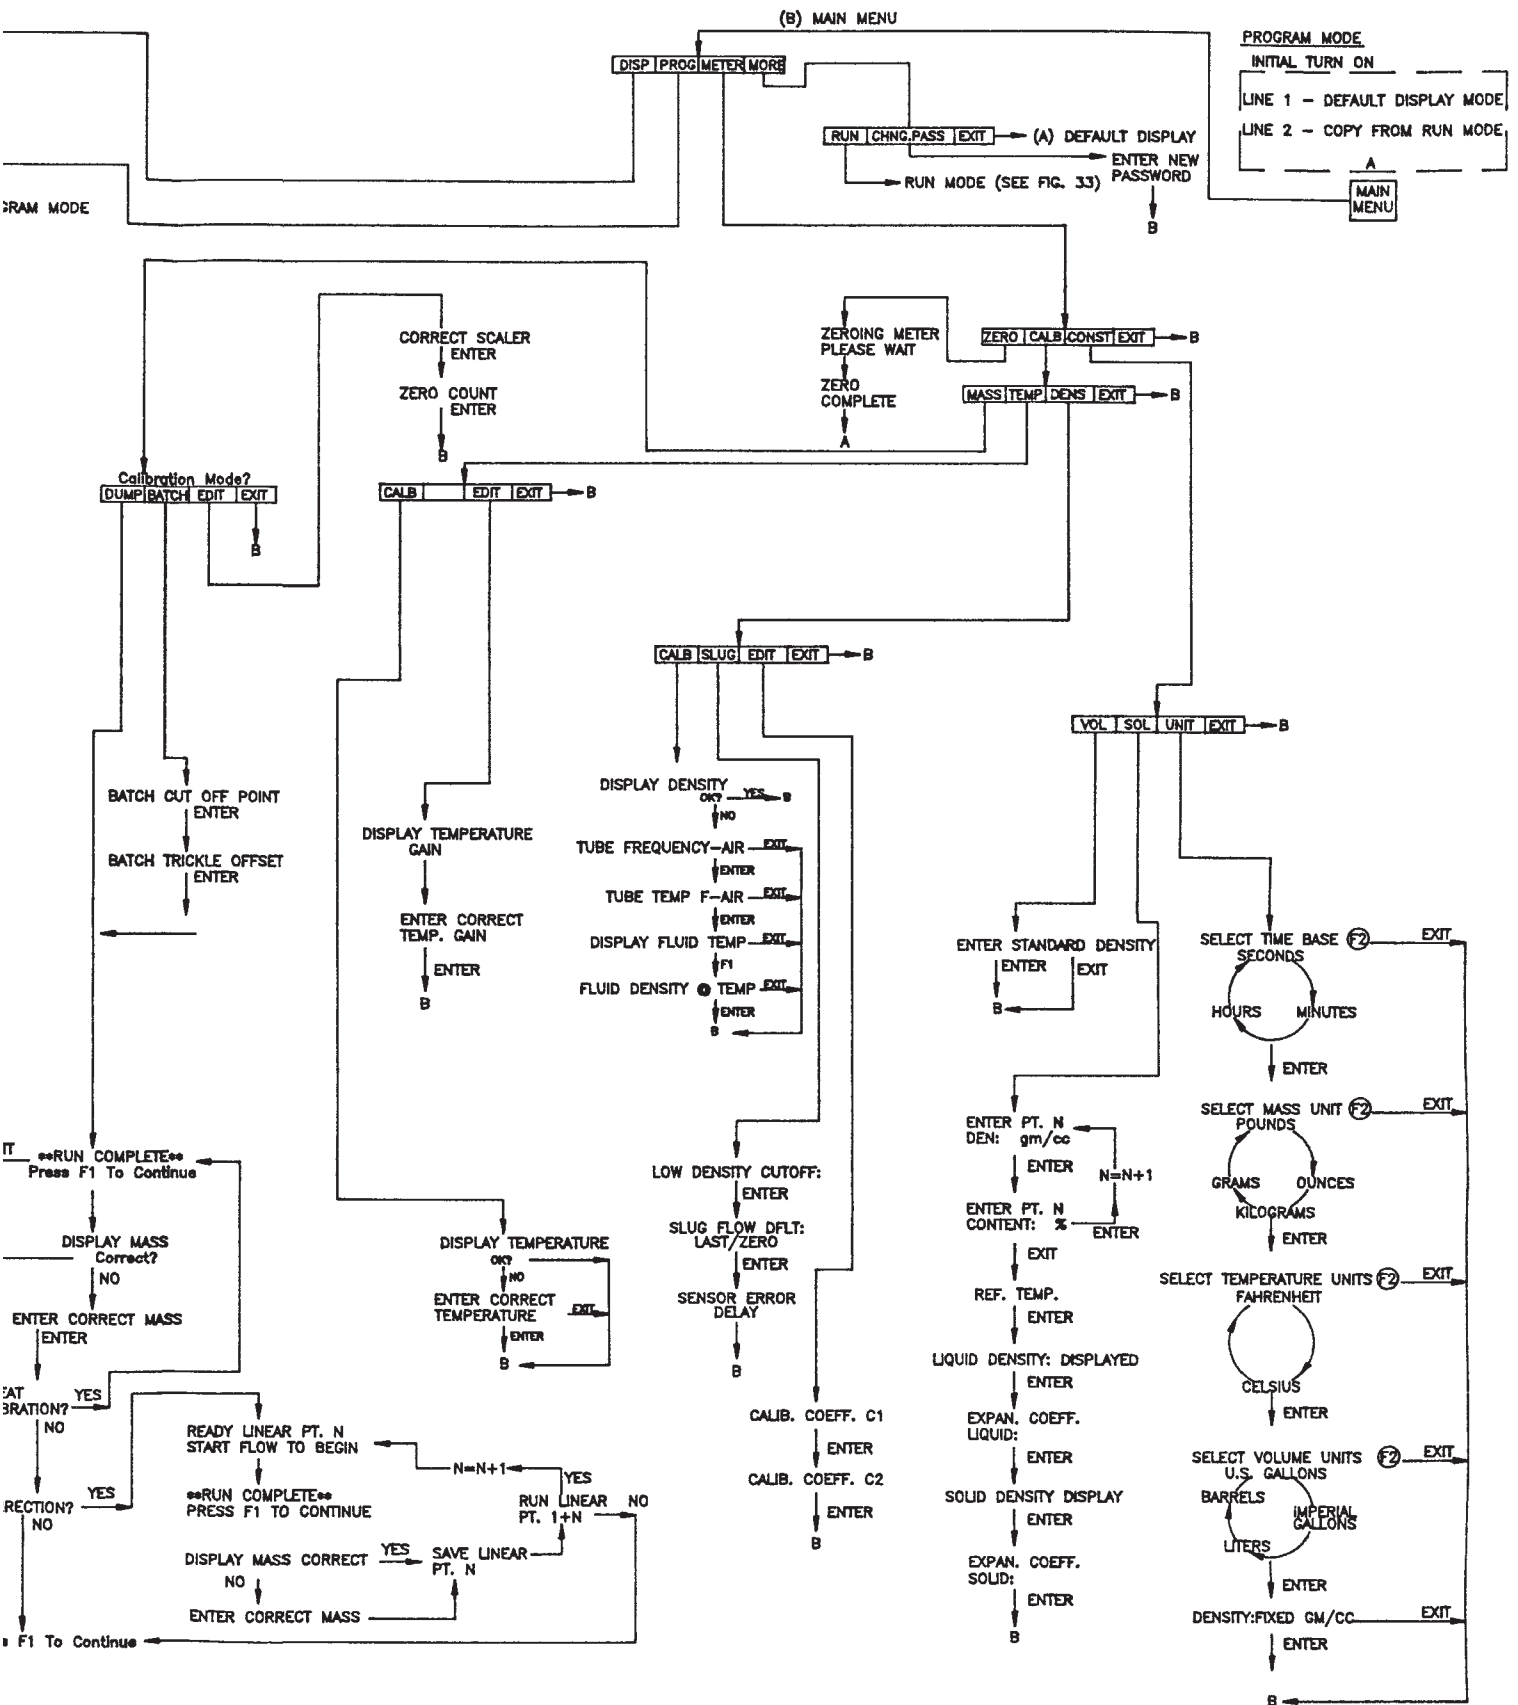 (B) MAIN MENU
PROGRAM MODE
INITIAL TURN ON
LINE 1 - DEFAULT DISPLAY MODE
LINE 2 - COPY FROM RUN MODE
A
MAIN
MENU
DISP PROG METER MORE
RUN CHNG.PASS EXIT
(A) DEFAULT DISPLAY
ENTER NEW
PASSWORD
B
RUN MODE (SEE FIG. 33)
GRAM MODE
ZERO CALB CONST EXIT B
ZEROING METER
PLEASE WAIT
ZERO
COMPLETE
A
MASS TEMP DENS EXIT B
CORRECT SCALER
ENTER
ZERO COUNT
ENTER
B
Calibration Mode?
DUMP BATCH EDIT EXIT
B
CALB EDIT EXIT B
CALB SLUG EDIT EXIT B
VOL SOL UNIT EXIT B
BATCH CUT OFF POINT
ENTER
BATCH TRICKLE OFFSET
ENTER
DISPLAY TEMPERATURE
GAIN
ENTER CORRECT
TEMP. GAIN
ENTER
B
DISPLAY DENSITY
OK? YES B
NO
TUBE FREQUENCY-AIR EXIT
ENTER
TUBE TEMP F-AIR EXIT
ENTER
DISPLAY FLUID TEMP EXIT
F1
FLUID DENSITY @ TEMP EXIT
ENTER
B
ENTER STANDARD DENSITY
ENTER EXIT
B
SELECT TIME BASE F2 EXIT
SECONDS
HOURS MINUTES
ENTER
SELECT MASS UNIT F2 EXIT
POUNDS
GRAMS OUNCES
KILOGRAMS
ENTER
SELECT TEMPERATURE UNITS F2 EXIT
FAHRENHEIT
CELSIUS
ENTER
SELECT VOLUME UNITS F2 EXIT
U.S. GALLONS
BARRELS
IMPERIAL
GALLONS
LITERS
ENTER
DENSITY:FIXED GM/CC EXIT
ENTER
B
ENTER PT. N
DEN: gm/cc
ENTER
N=N+1
ENTER PT. N
CONTENT: %
ENTER
EXIT
REF. TEMP.
ENTER
LIQUID DENSITY: DISPLAYED
ENTER
EXPAN. COEFF.
LIQUID:
ENTER
SOLID DENSITY DISPLAY
ENTER
EXPAN. COEFF.
SOLID:
ENTER
B
LOW DENSITY CUTOFF:
ENTER
SLUG FLOW DFLT:
LAST/ZERO
ENTER
SENSOR ERROR
DELAY
B
CALIB. COEFF. C1
ENTER
CALIB. COEFF. C2
ENTER
B
DISPLAY TEMPERATURE
OK?
NO
ENTER CORRECT
TEMPERATURE EXIT
ENTER
B
IT **RUN COMPLETE**
Press F1 To Continue
DISPLAY MASS
Correct?
NO
ENTER CORRECT MASS
ENTER
EAT
BRATION? YES
NO
RECTION? YES
NO
READY LINEAR PT. N
START FLOW TO BEGIN
N=N+1
**RUN COMPLETE**
PRESS F1 TO CONTINUE
YES
RUN LINEAR NO
PT. 1+N
DISPLAY MASS CORRECT YES
SAVE LINEAR
PT. N
NO
ENTER CORRECT MASS
F1 To Continue